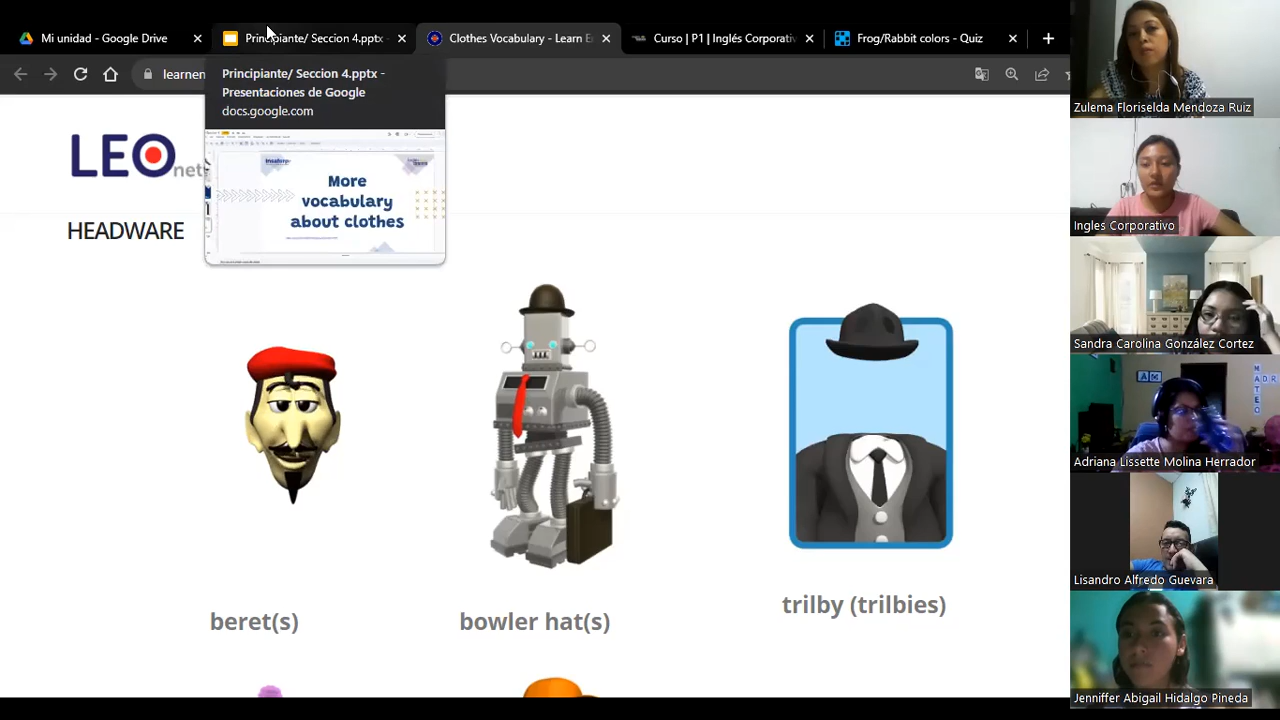 Mi unidad - Google Drive
Principiante/ Seccion 4.pptx -
Clothes Vocabulary - Learn E
Curso | P1 | Inglés Corporativ
Frog/Rabbit colors - Quiz
learnen
Principiante/ Seccion 4.pptx -
Presentaciones de Google
docs.google.com
More
vocabulary
about clothes
LEO
net
HEADWARE
beret(s)
bowler hat(s)
trilby (trilbies)
Zulema Floriselda Mendoza Ruiz
Ingles Corporativo
Sandra Carolina González Cortez
Adriana Lissette Molina Herrador
Lisandro Alfredo Guevara
Jenniffer Abigail Hidalgo Pineda